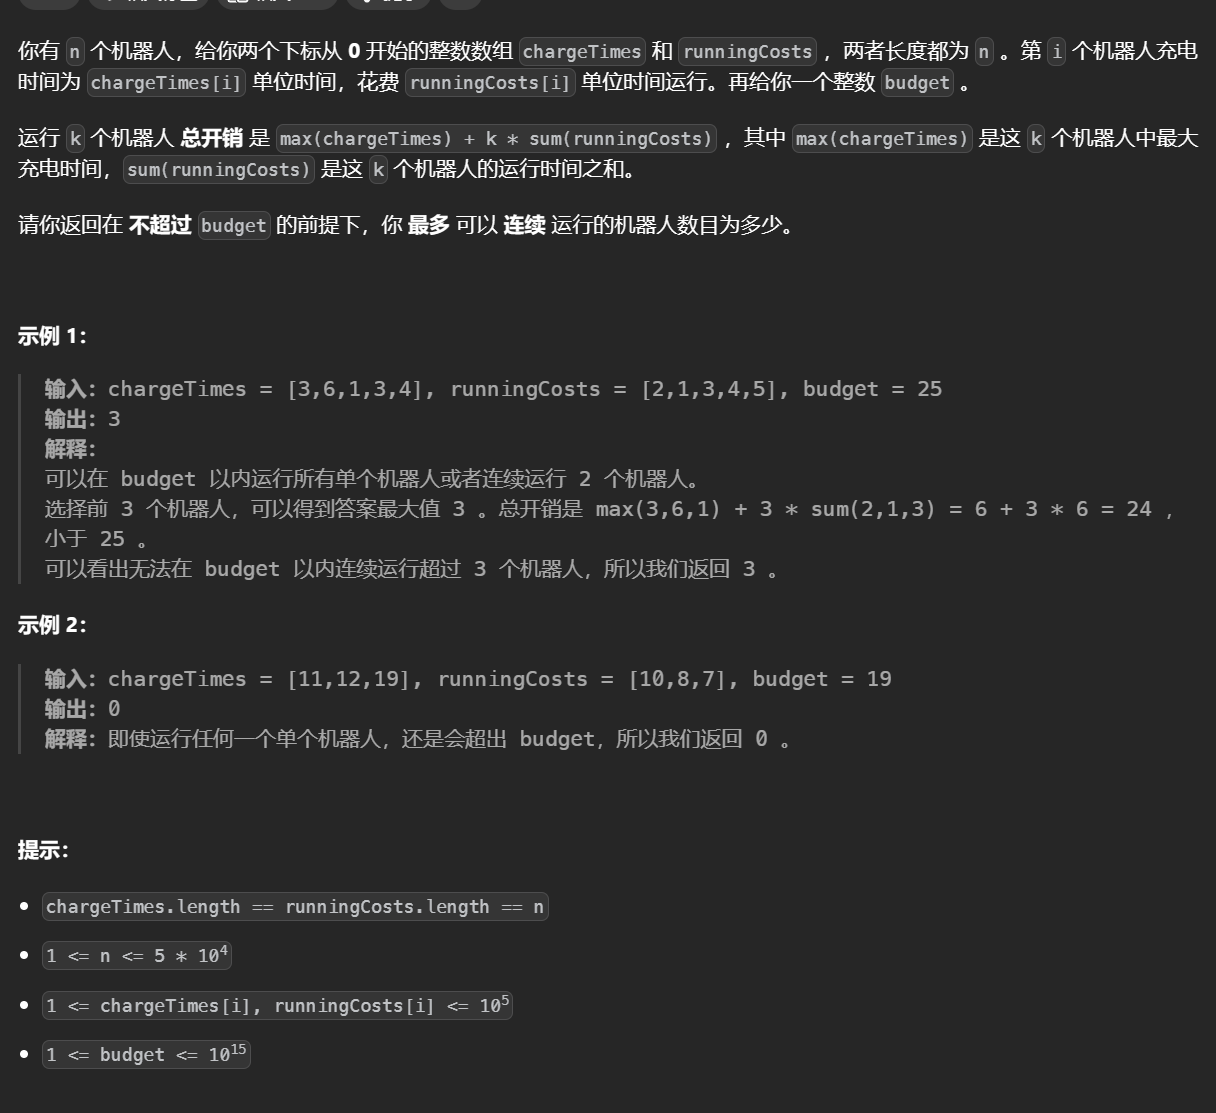 你有 n 个机器人，给你两个下标从 0 开始的整数数组 chargeTimes 和 runningCosts ，两者长度都为 n 。第 i 个机器人充电
时间为 chargeTimes[i] 单位时间，花费 runningCosts[i] 单位时间运行。再给你一个整数 budget 。
运行 k 个机器人 总开销 是 max(chargeTimes) + k * sum(runningCosts) ，其中 max(chargeTimes) 是这 k 个机器人中最大
充电时间，sum(runningCosts) 是这 k 个机器人的运行时间之和。
请你返回在 不超过 budget 的前提下，你 最多 可以 连续 运行的机器人数目为多少。
示例 1：
输入：chargeTimes = [3,6,1,3,4], runningCosts = [2,1,3,4,5], budget = 25
输出：3
解释：
可以在 budget 以内运行所有单个机器人或者连续运行 2 个机器人。
选择前 3 个机器人，可以得到答案最大值 3 。总开销是 max(3,6,1) + 3 * sum(2,1,3) = 6 + 3 * 6 = 24 ，
小于 25 。
可以看出无法在 budget 以内连续运行超过 3 个机器人，所以我们返回 3 。
示例 2：
输入：chargeTimes = [11,12,19], runningCosts = [10,8,7], budget = 19
输出：0
解释：即使运行任何一个单个机器人，还是会超出 budget，所以我们返回 0 。
提示：
chargeTimes.length == runningCosts.length == n
1 <= n <= 5 * 10⁴
1 <= chargeTimes[i], runningCosts[i] <= 10⁵
1 <= budget <= 10¹⁵